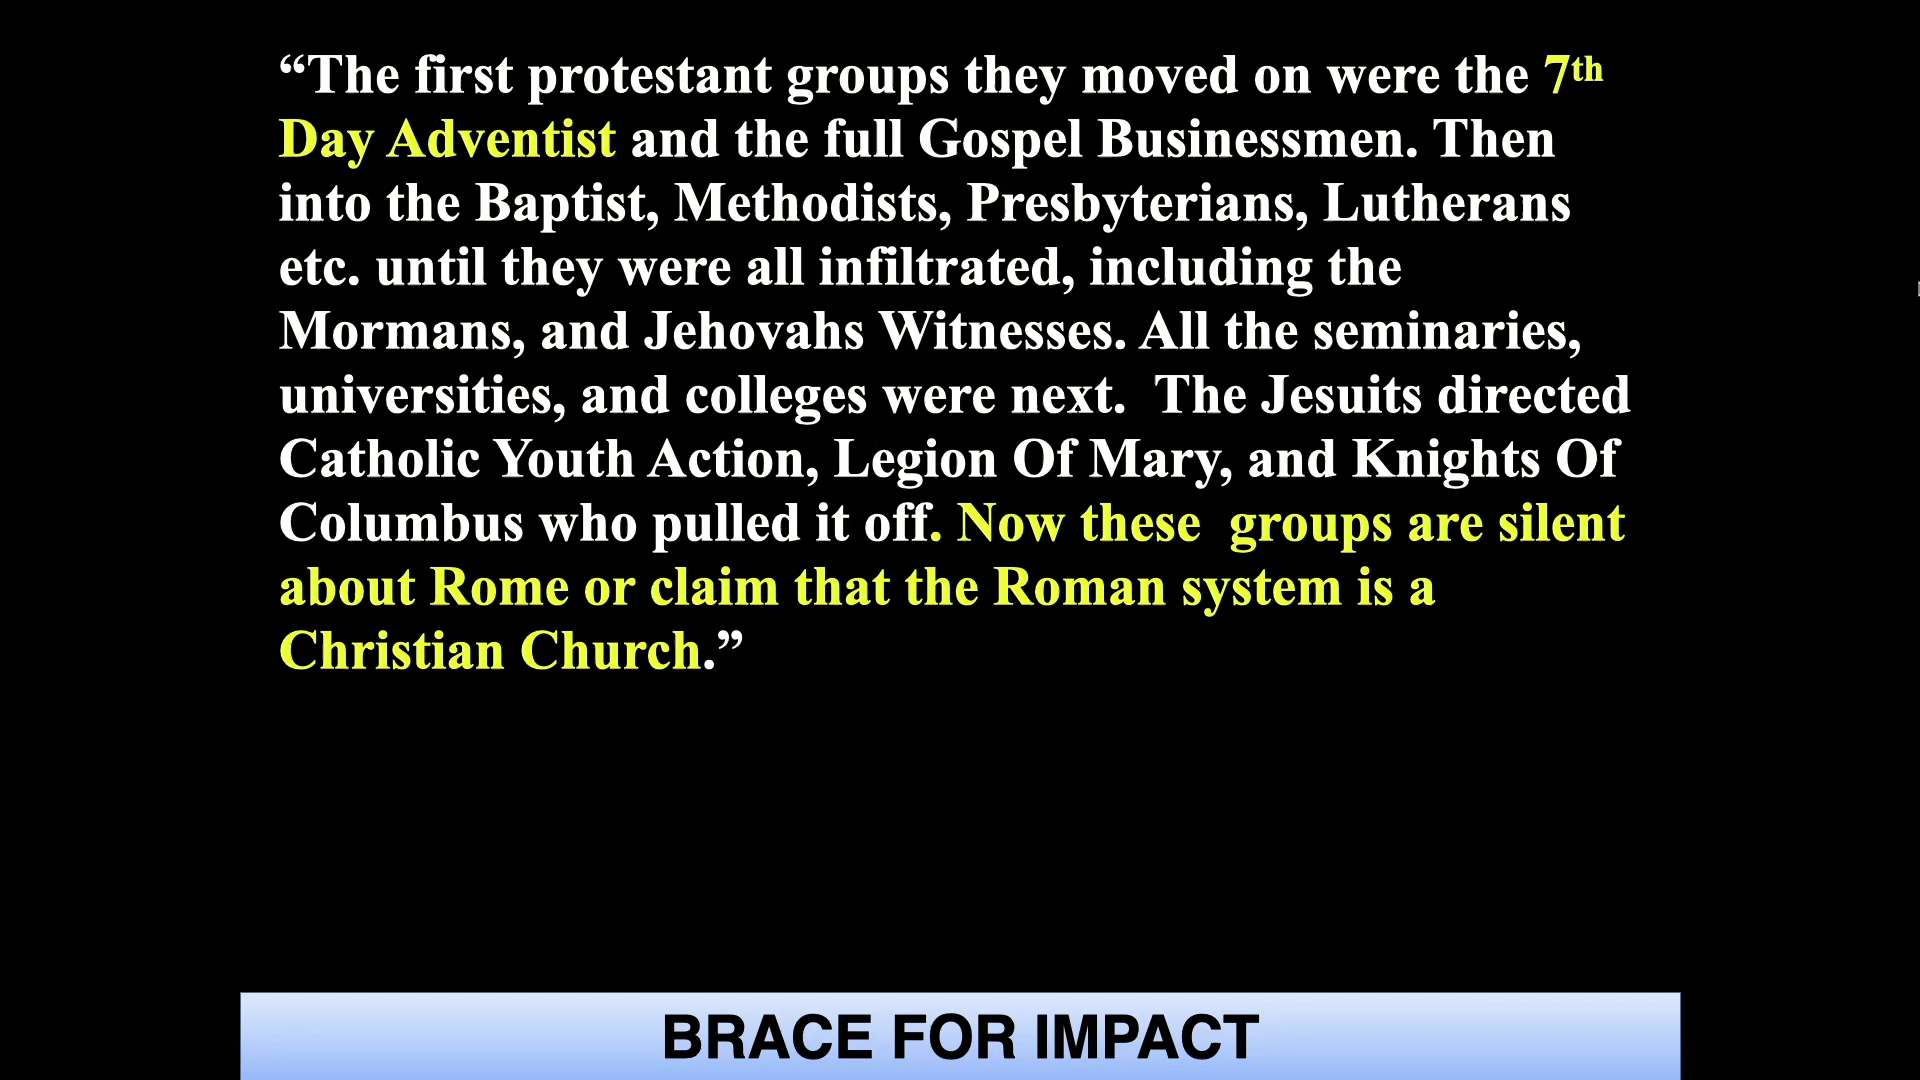 “The first protestant groups they moved on were the 7th
Day Adventist and the full Gospel Businessmen. Then
into the Baptist, Methodists, Presbyterians, Lutherans
etc. until they were all infiltrated, including the
Mormans, and Jehovahs Witnesses. All the seminaries,
universities, and colleges were next.  The Jesuits directed
Catholic Youth Action, Legion Of Mary, and Knights Of
Columbus who pulled it off. Now these  groups are silent
about Rome or claim that the Roman system is a
Christian Church.”
BRACE FOR IMPACT